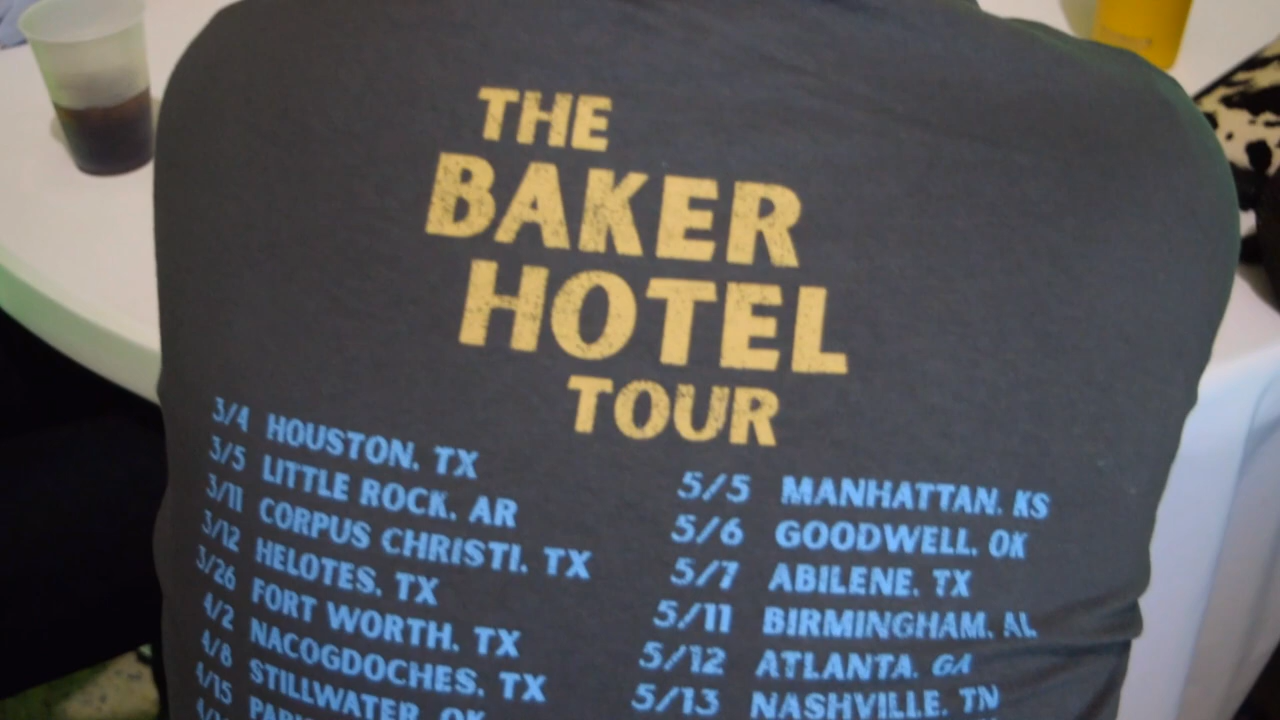 THE
BAKER
HOTEL
TOUR
3/4 HOUSTON, TX
3/5 LITTLE ROCK, AR
3/11 CORPUS CHRISTI, TX
3/12 HELOTES, TX
3/26 FORT WORTH, TX
4/2 NACOGDOCHES, TX
4/8 STILLWATER, OK
4/15
5/5 MANHATTAN, KS
5/6 GOODWELL, OK
5/7 ABILENE, TX
5/11 BIRMINGHAM, AL
5/12 ATLANTA, GA
5/13 NASHVILLE, TN